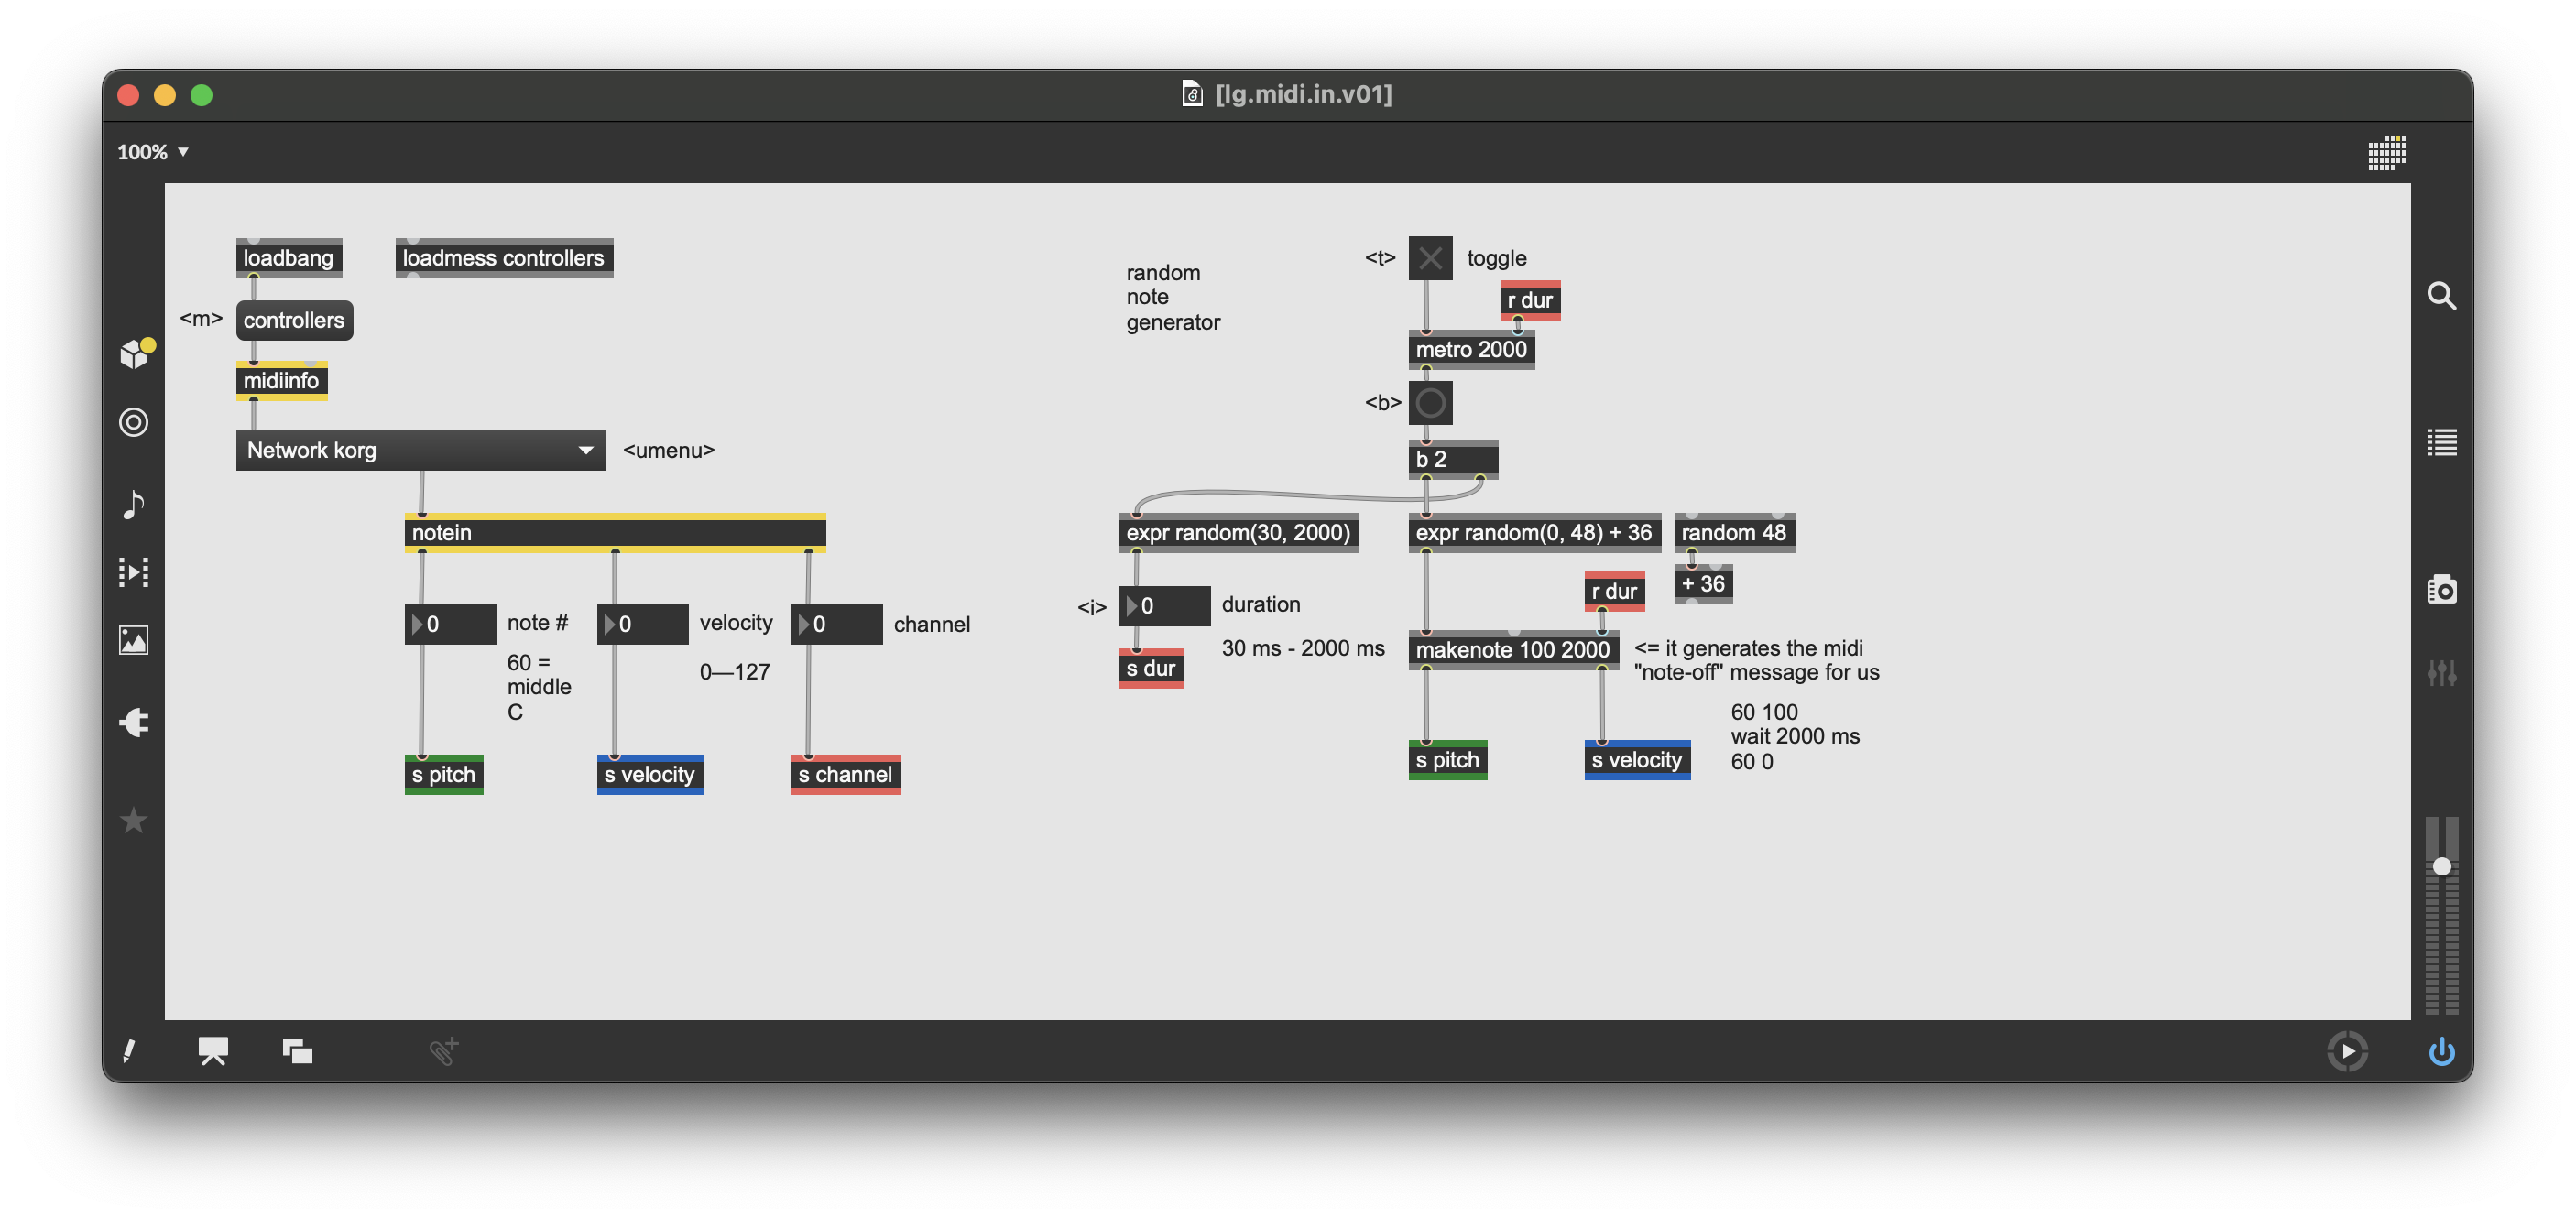 [lg.midi.in.v01]
100%
loadbang
loadmess controllers
<m>
controllers
midiinfo
Network korg
<umenu>
notein
0
note #
60 =
middle
C
0
velocity
0—127
0
channel
s pitch
s velocity
s channel
random
note
generator
<t>
toggle
r dur
metro 2000
<b>
b 2
expr random(30, 2000)
expr random(0, 48) + 36
random 48
+ 36
<i>
0
duration
30 ms - 2000 ms
s dur
r dur
makenote 100 2000
<= it generates the midi
"note-off" message for us
60 100
wait 2000 ms
60 0
s pitch
s velocity